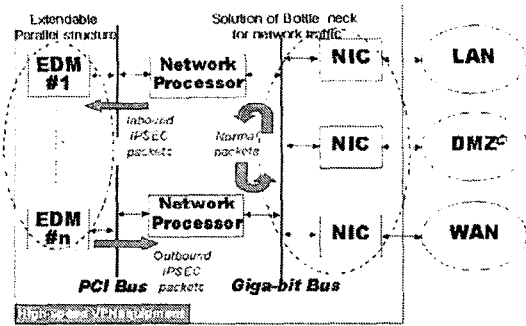 Extendable
Parallel structure
Solution of Bottle neck
for network traffic
EDM
#1
Network
Processor
NIC
LAN
Inbound
IPSEC
packets
Normal
packets
NIC
DMZ
EDM
#n
Network
Processor
NIC
WAN
Outbound
IPSEC
packets
PCI Bus
Giga-bit Bus
High-speed VPN equipment